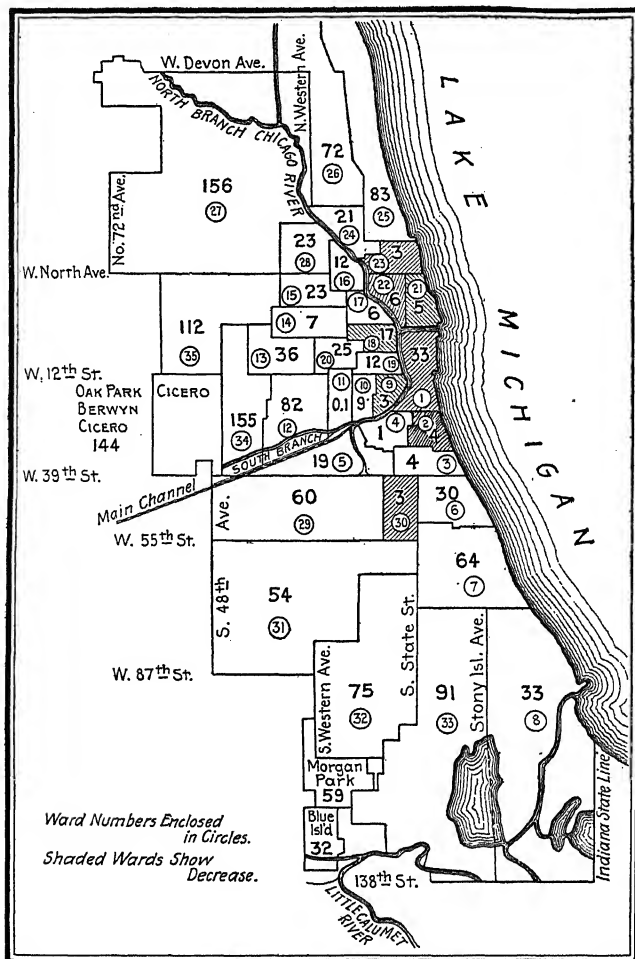 W. Devon Ave.
NORTH BRANCH CHICAGO RIVER
N. Western Ave.
LAKE MICHIGAN
No. 72nd Ave.
72
26
156
27
83
25
21
24
23
28
3
23
W. North Ave.
12
16
15
23
22
6
21
5
17
6
14
7
112
35
17
18
33
1
13
36
25
20
12
19
W. 12th St.
OAK PARK
BERWYN
CICERO
144
CICERO
11
0.1
10
9
9
3
155
34
82
12
4
1
2
4
SOUTH BRANCH
19
5
4
3
W. 39th St.
Main Channel
60
29
3
30
30
6
W. 55th St.
S. 48th Ave.
64
7
54
31
S. State St.
W. 87th St.
S. Western Ave.
75
32
91
33
Stony Isl. Ave.
33
8
Morgan
Park
59
Blue
Isl'd
32
Indiana State Line
Ward Numbers Enclosed
in Circles.
Shaded Wards Show
Decrease.
138th St.
LITTLE CALUMET
RIVER